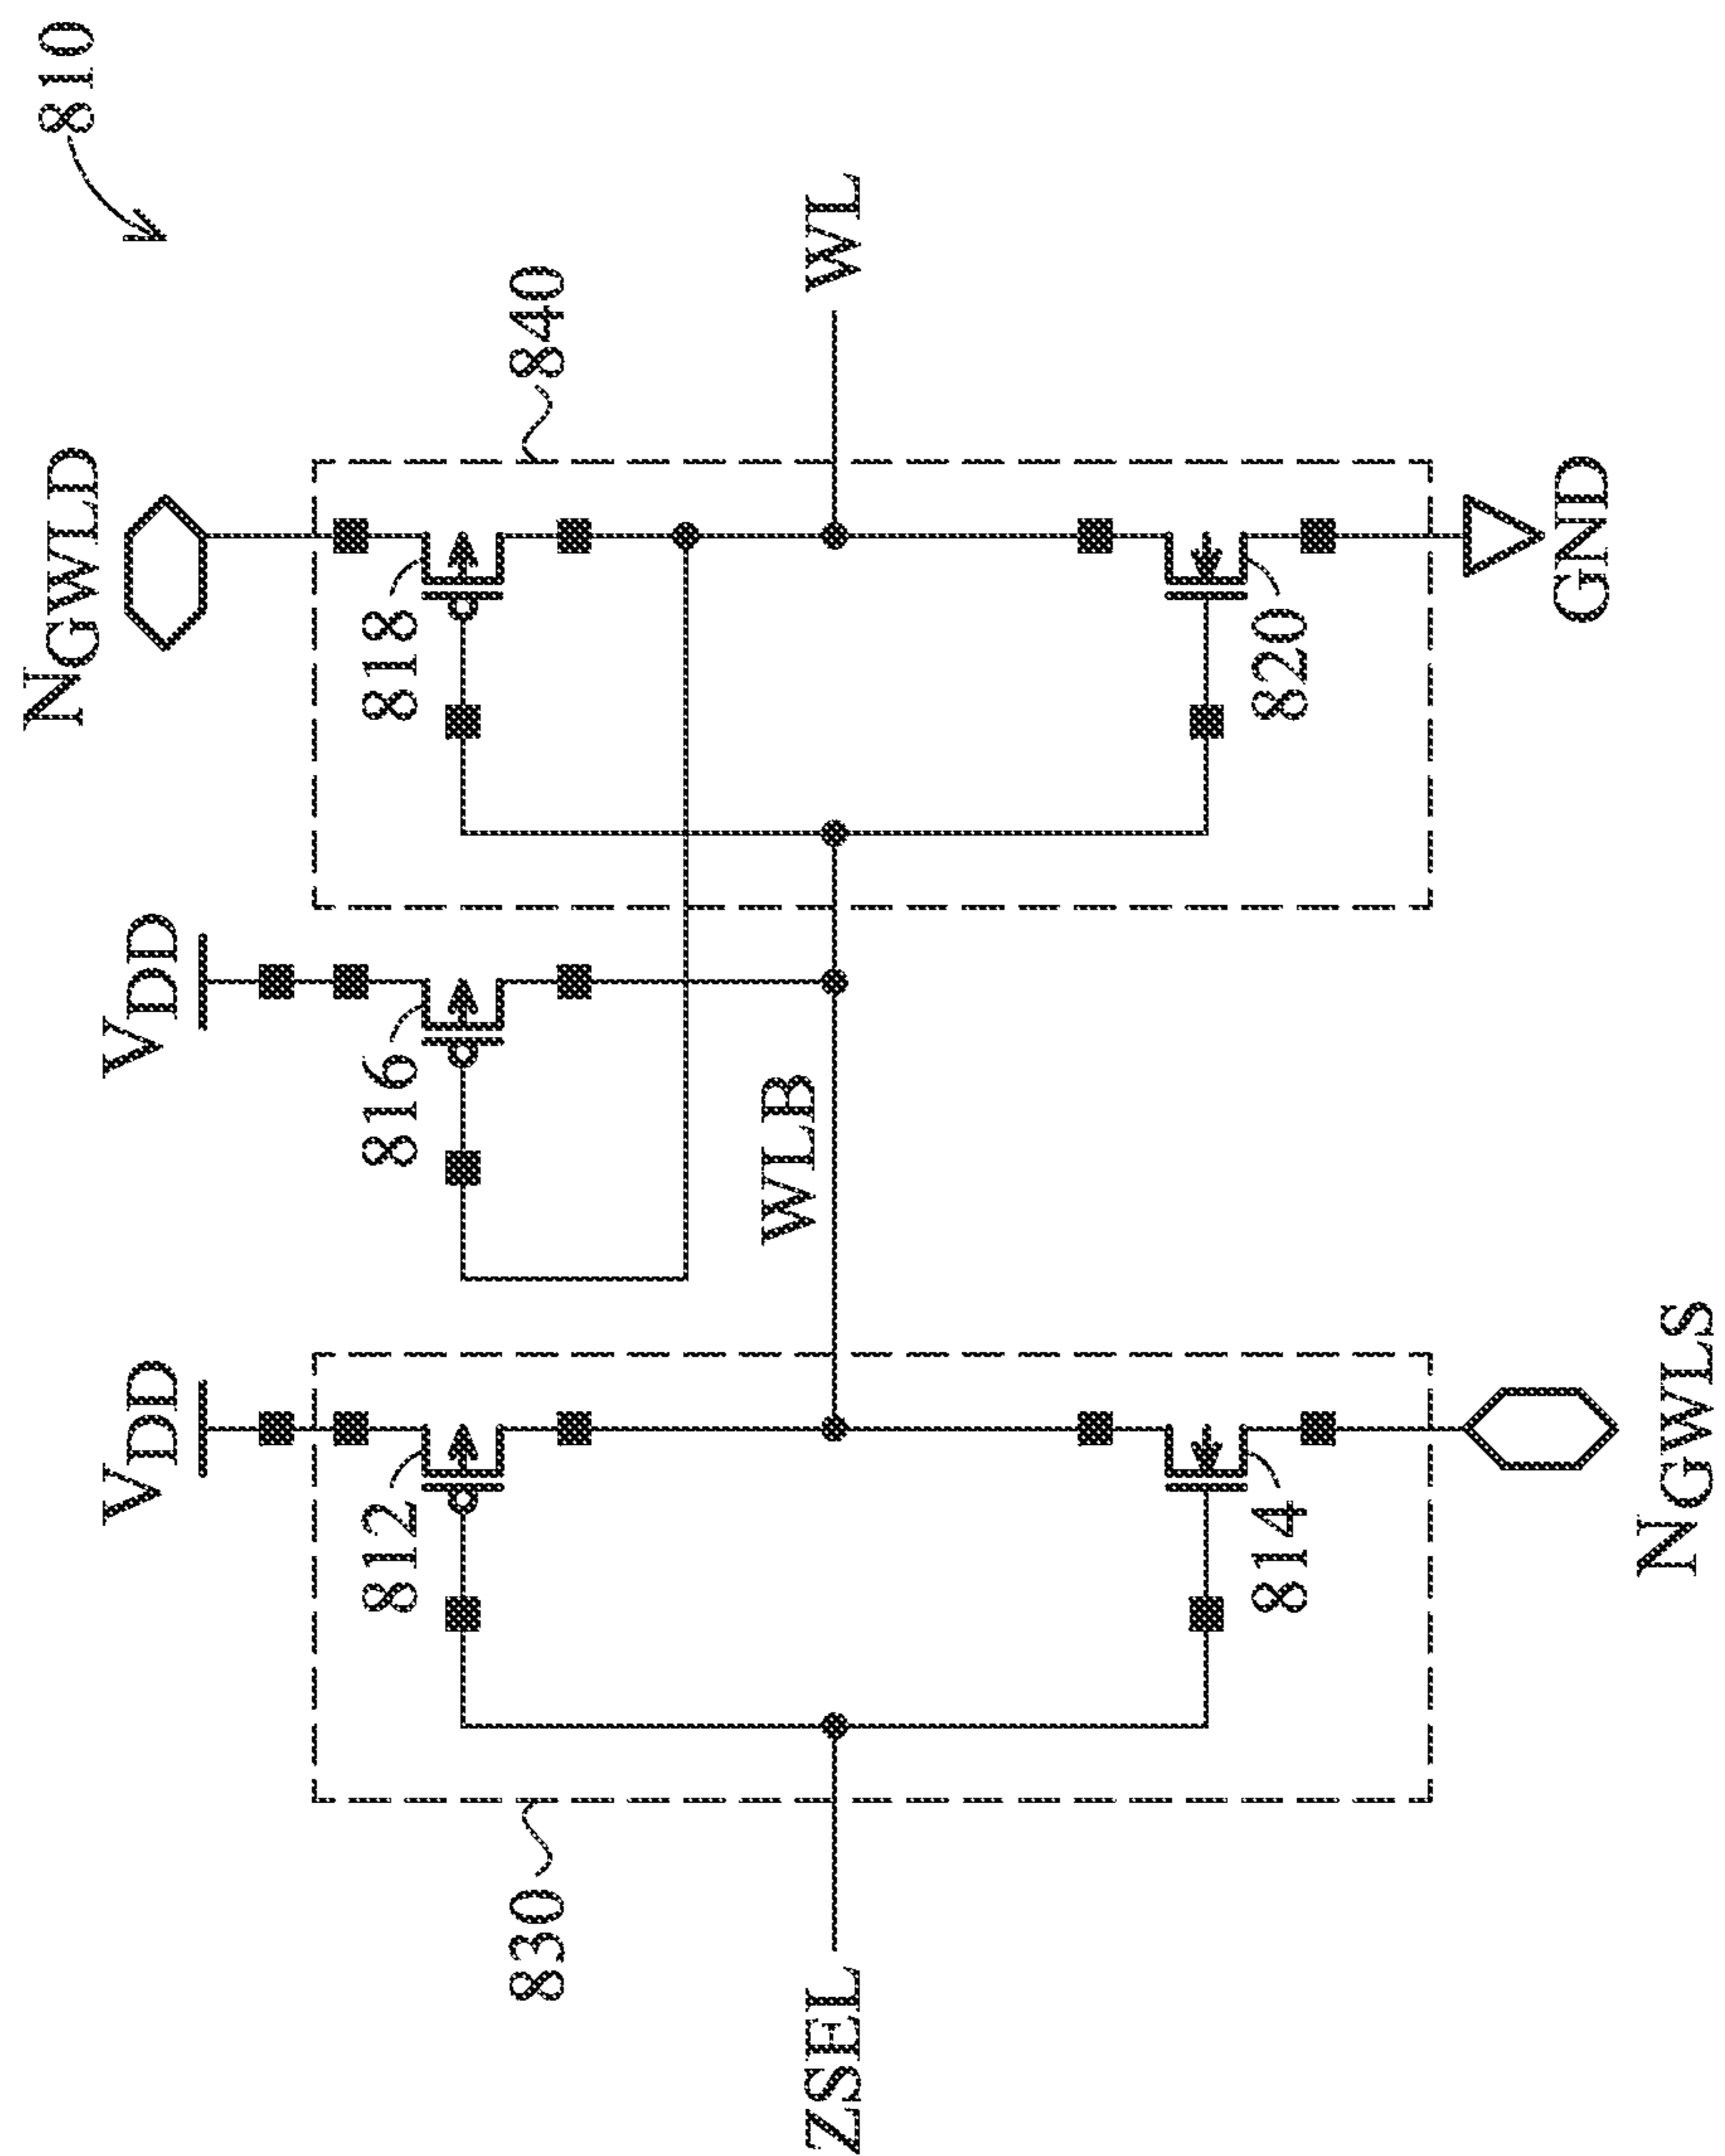 810
NGWLD
840
WL
818
820
GND
VDD
816
WLB
VDD
812
814
NGWLS
830
ZSEL